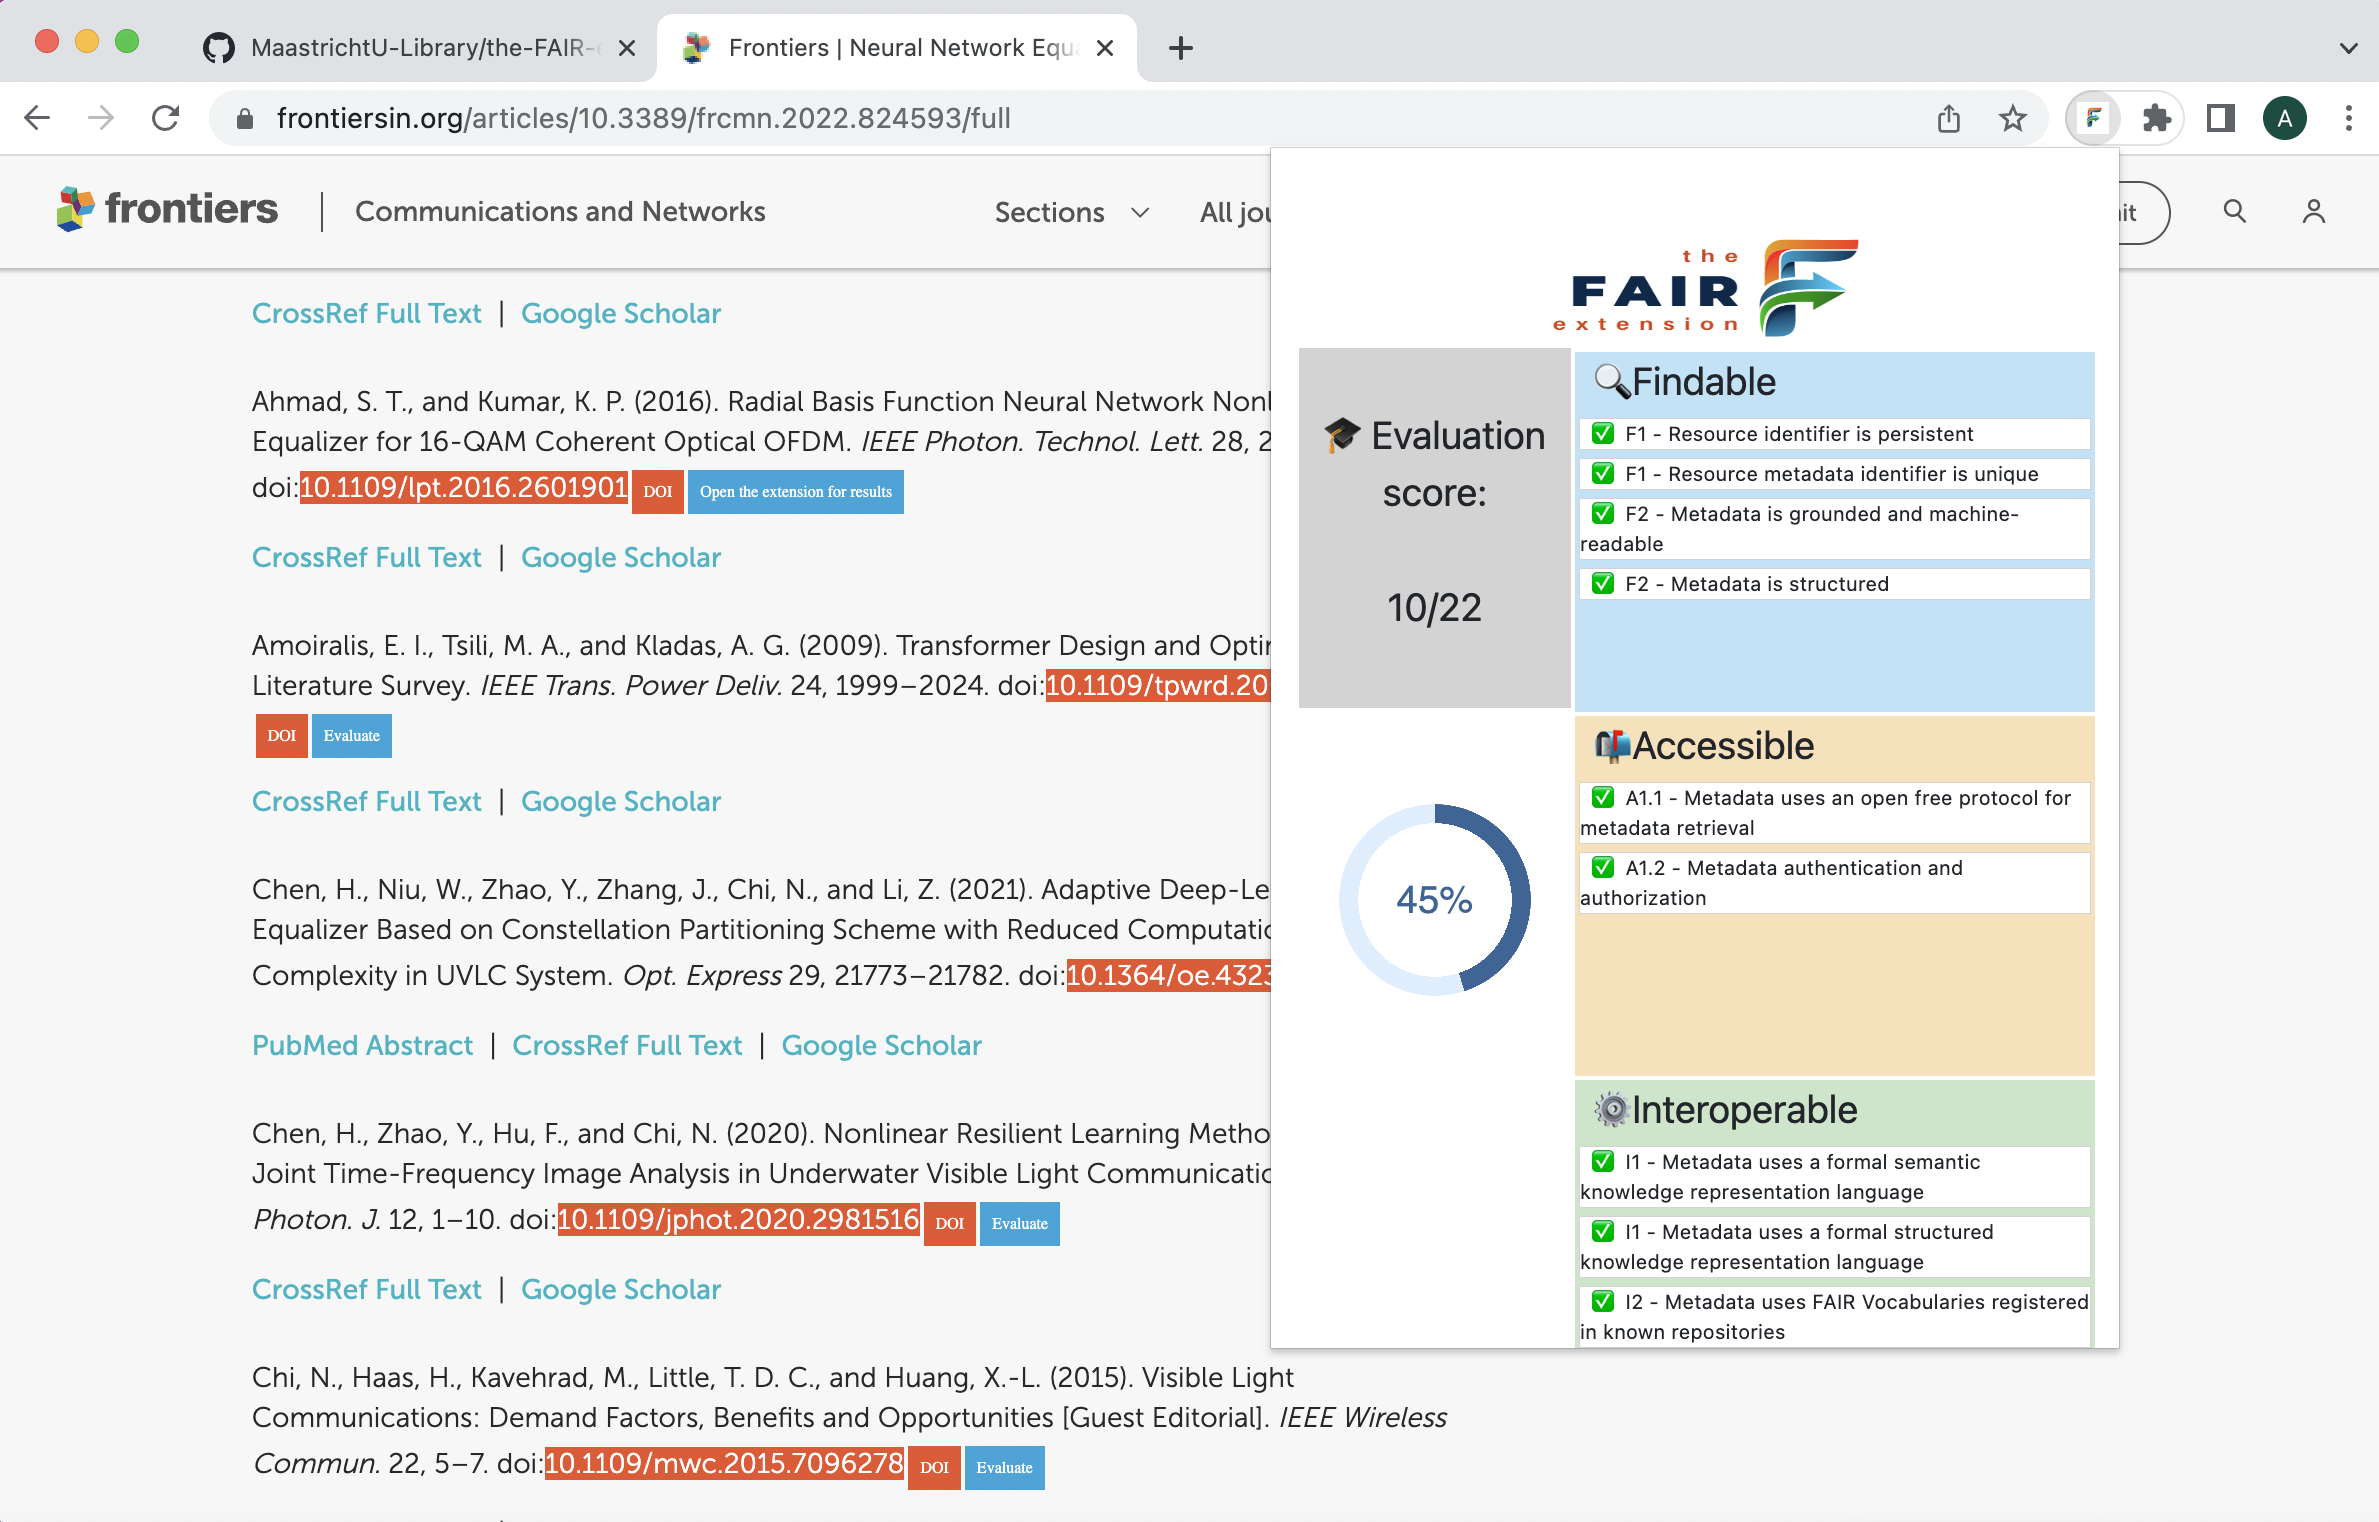 MaastrichtU-Library/the-FAIR-
Frontiers | Neural Network Equa
frontiersin.org/articles/10.3389/frcmn.2022.824593/full
A
frontiers
Communications and Networks
Sections
All jou
it
CrossRef Full Text | Google Scholar
Ahmad, S. T., and Kumar, K. P. (2016). Radial Basis Function Neural Network Nonl
Equalizer for 16-QAM Coherent Optical OFDM. IEEE Photon. Technol. Lett. 28, 2
doi:10.1109/lpt.2016.2601901 DOI Open the extension for results
CrossRef Full Text | Google Scholar
Amoiralis, E. I., Tsili, M. A., and Kladas, A. G. (2009). Transformer Design and Optim
Literature Survey. IEEE Trans. Power Deliv. 24, 1999–2024. doi:10.1109/tpwrd.20
DOI Evaluate
CrossRef Full Text | Google Scholar
Chen, H., Niu, W., Zhao, Y., Zhang, J., Chi, N., and Li, Z. (2021). Adaptive Deep-Le
Equalizer Based on Constellation Partitioning Scheme with Reduced Computatio
Complexity in UVLC System. Opt. Express 29, 21773–21782. doi:10.1364/oe.4323
PubMed Abstract | CrossRef Full Text | Google Scholar
Chen, H., Zhao, Y., Hu, F., and Chi, N. (2020). Nonlinear Resilient Learning Metho
Joint Time-Frequency Image Analysis in Underwater Visible Light Communicatio
Photon. J. 12, 1–10. doi:10.1109/jphot.2020.2981516 DOI Evaluate
CrossRef Full Text | Google Scholar
Chi, N., Haas, H., Kavehrad, M., Little, T. D. C., and Huang, X.-L. (2015). Visible Light
Communications: Demand Factors, Benefits and Opportunities [Guest Editorial]. IEEE Wireless
Commun. 22, 5–7. doi:10.1109/mwc.2015.7096278 DOI Evaluate
the
FAIR
extension
Evaluation
score:
10/22
45%
Findable
F1 - Resource identifier is persistent
F1 - Resource metadata identifier is unique
F2 - Metadata is grounded and machine-
readable
F2 - Metadata is structured
Accessible
A1.1 - Metadata uses an open free protocol for
metadata retrieval
A1.2 - Metadata authentication and
authorization
Interoperable
I1 - Metadata uses a formal semantic
knowledge representation language
I1 - Metadata uses a formal structured
knowledge representation language
I2 - Metadata uses FAIR Vocabularies registered
in known repositories